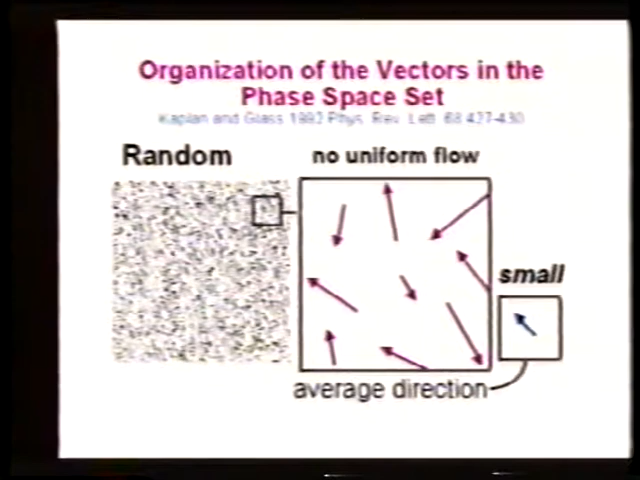 Organization of the Vectors in the
Phase Space Set
Kaplan and Glass 1992 Phys. Rev. Lett. 68:427-430
Random
no uniform flow
small
average direction